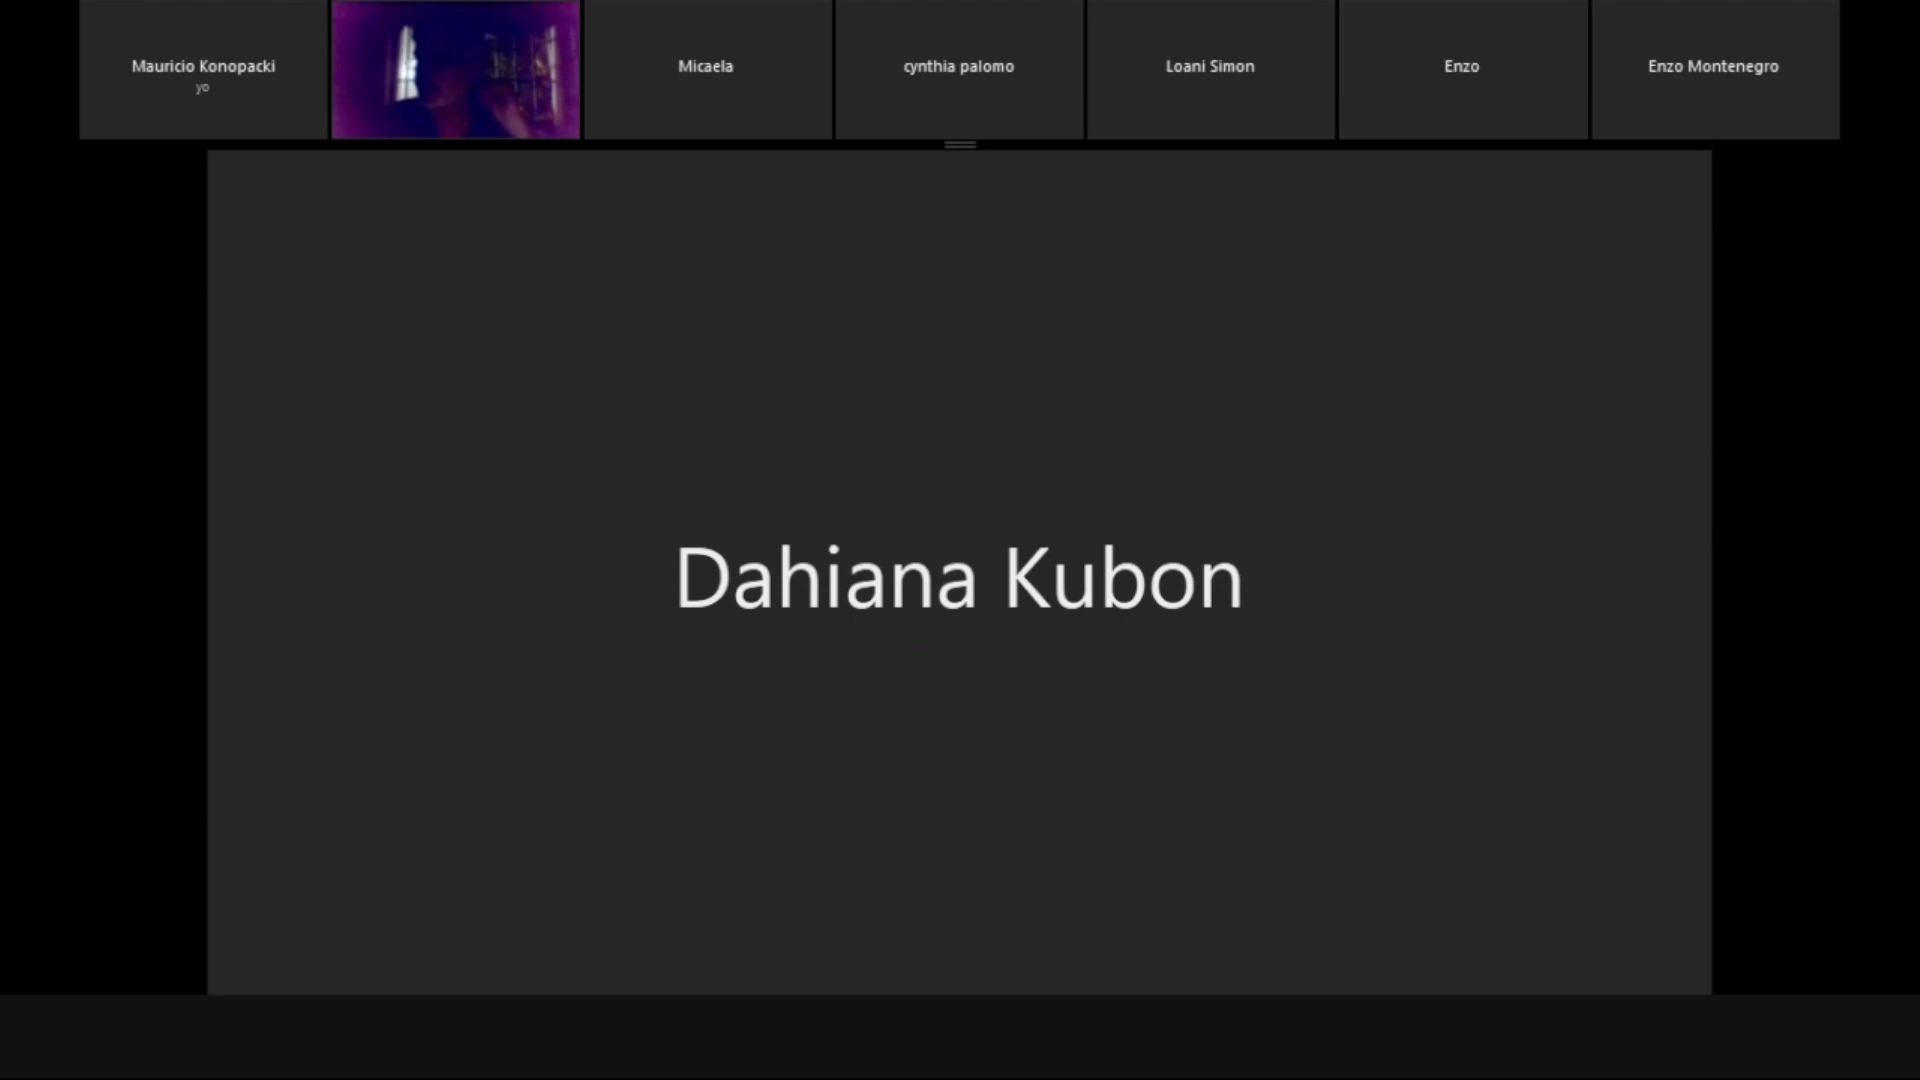 Mauricio Konopacki
yo
Micaela
cynthia palomo
Loani Simon
Enzo
Enzo Montenegro
Dahiana Kubon